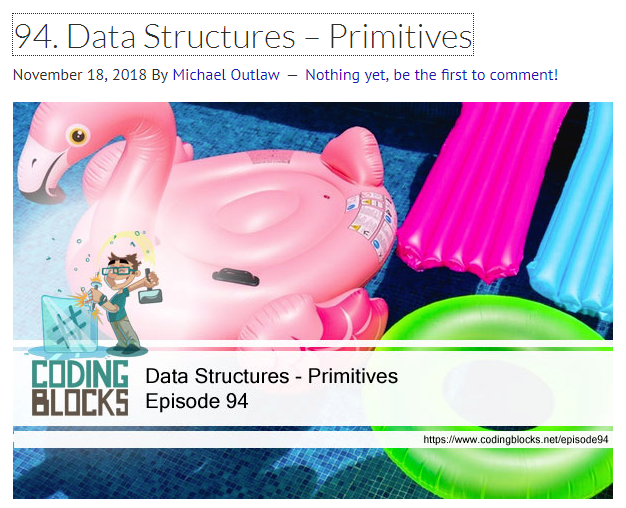 94. Data Structures – Primitives
November 18, 2018 By Michael Outlaw — Nothing yet, be the first to comment!
CODING
BLOCKS
Data Structures - Primitives
Episode 94
https://www.codingblocks.net/episode94